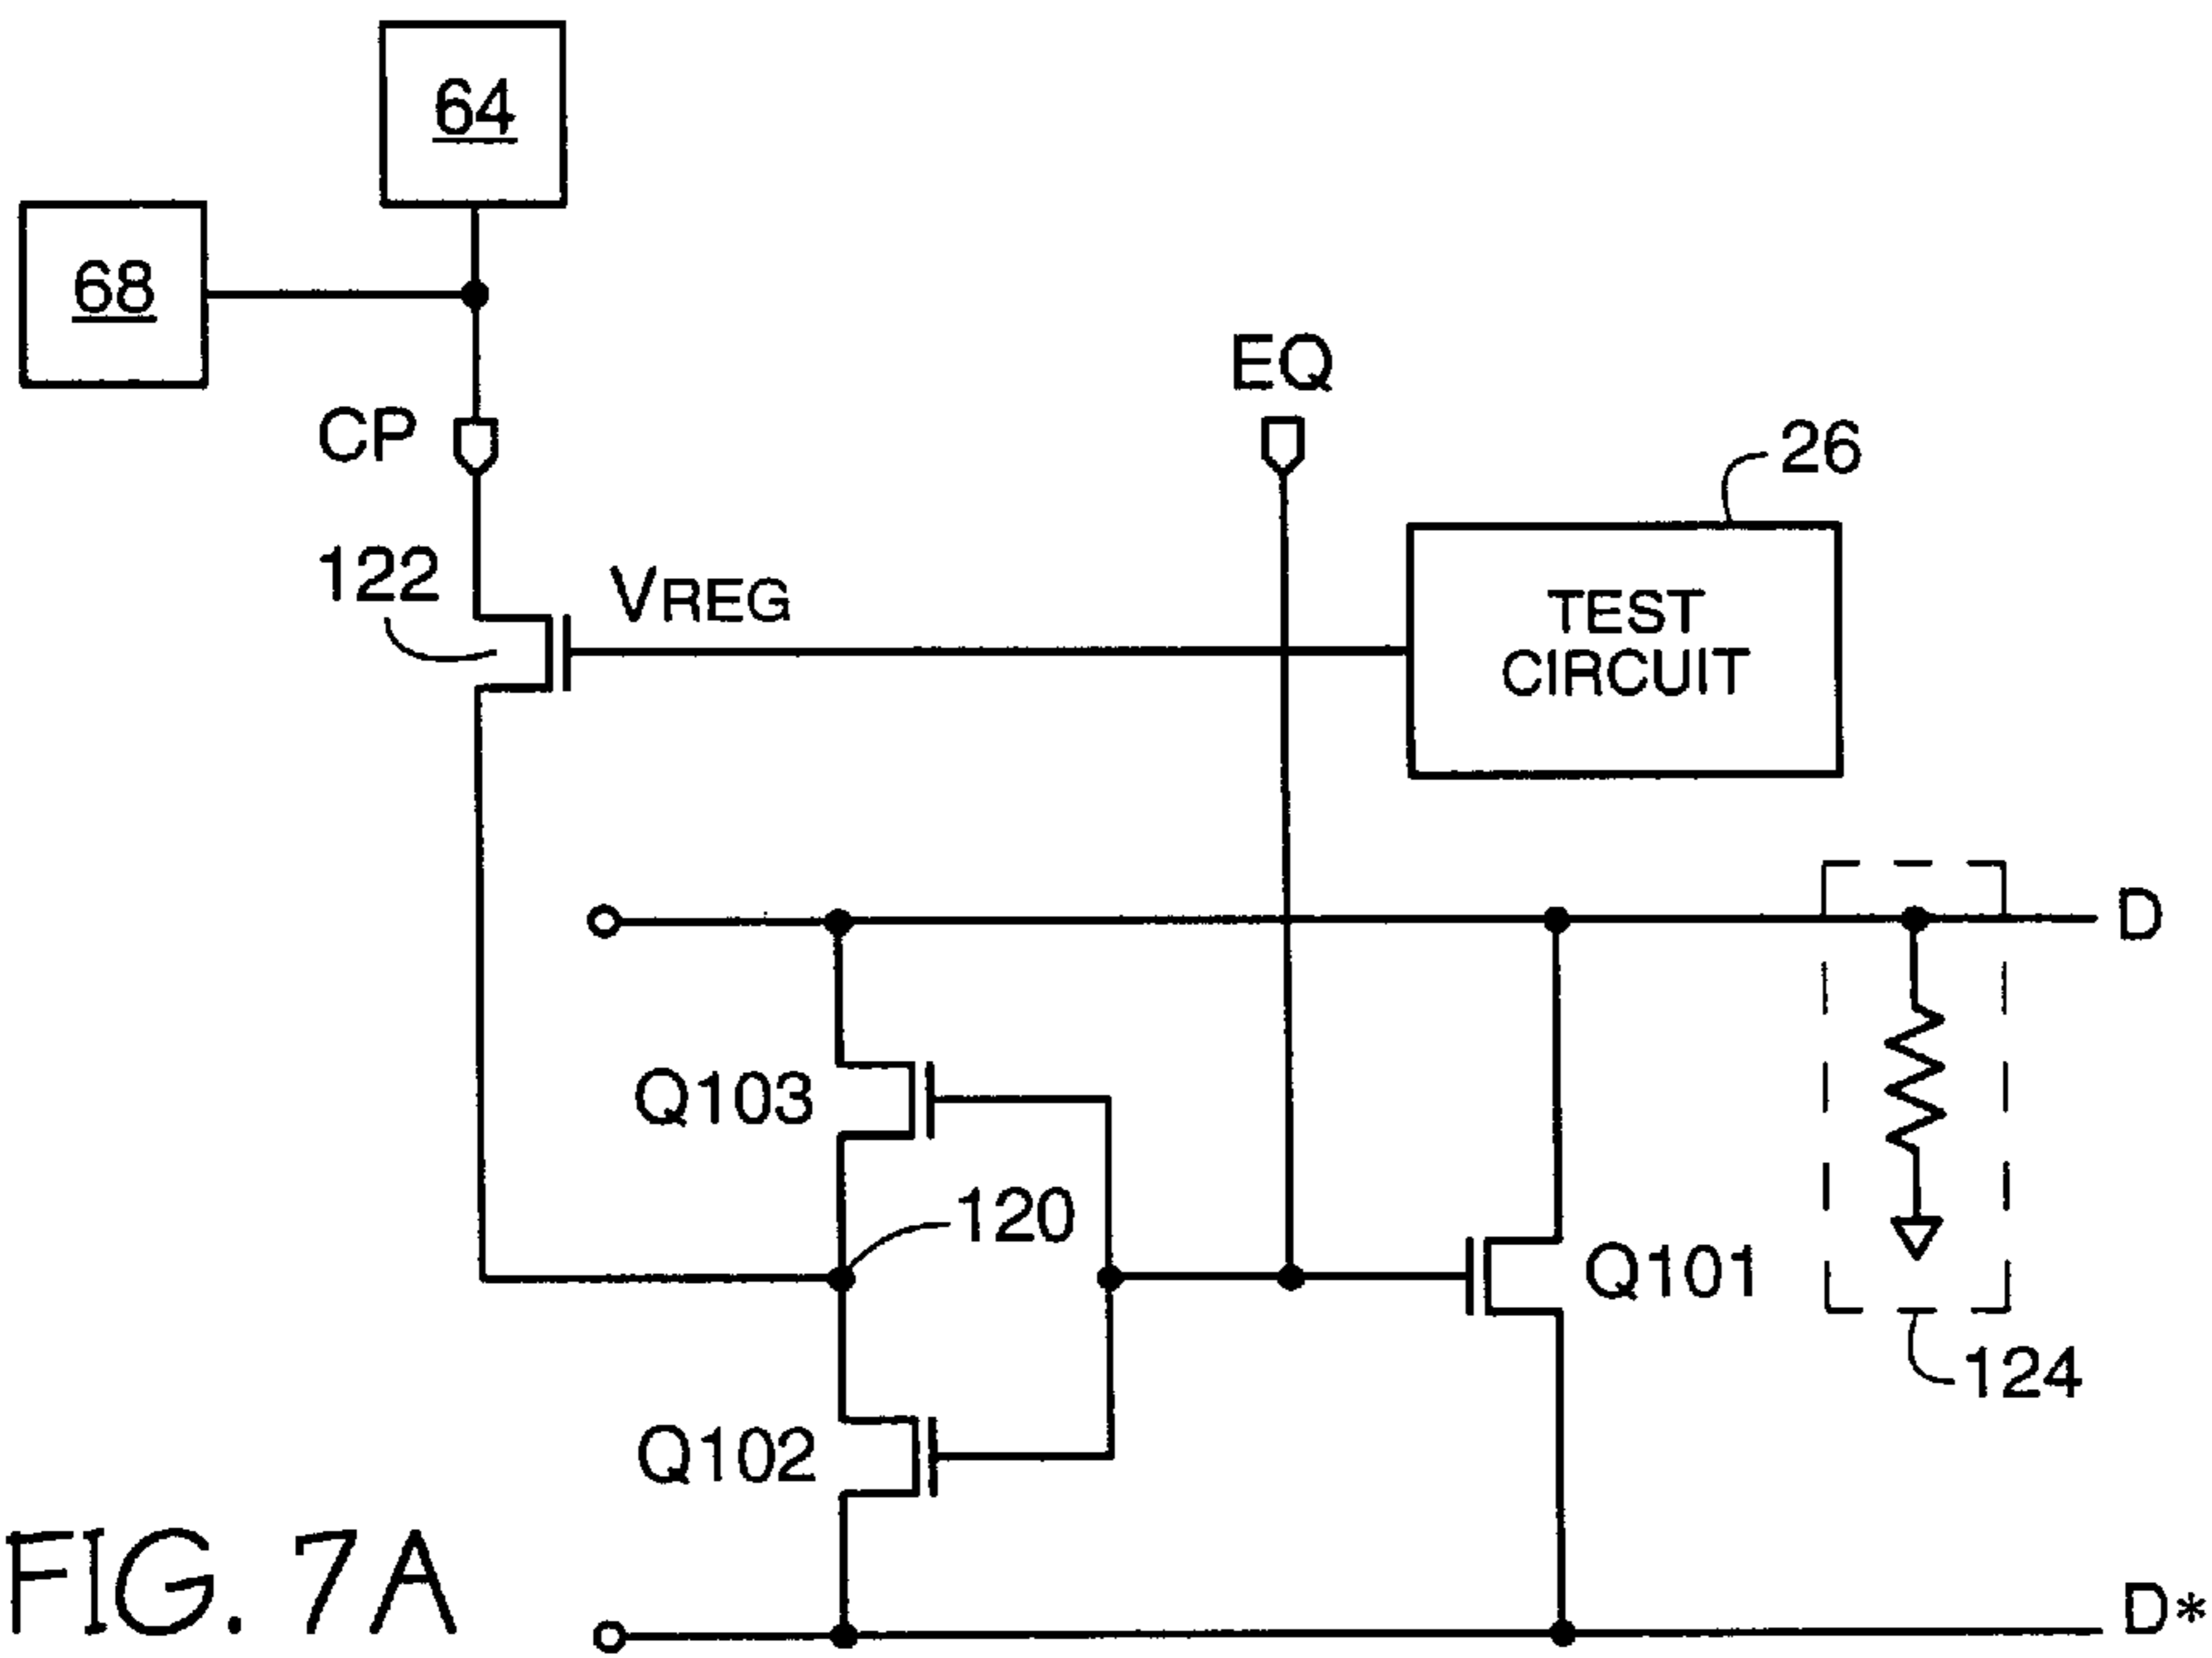 64
68
EQ
CP
26
122
VREG
TEST
CIRCUIT
D
Q103
120
Q101
124
Q102
FIG. 7A
D*